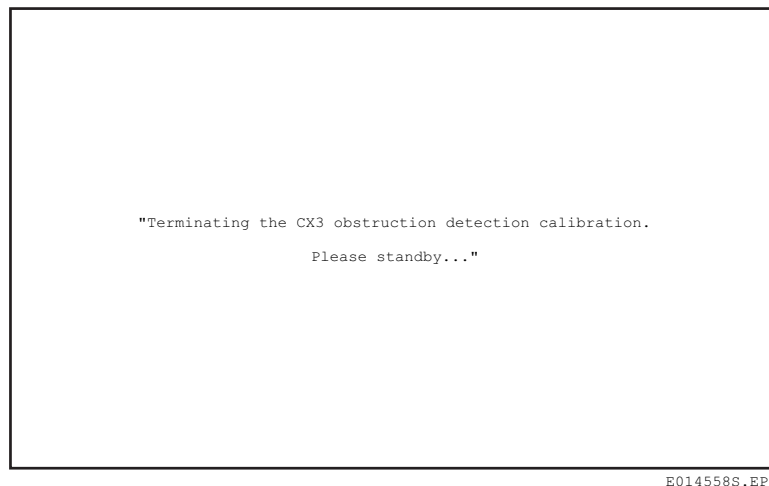 "Terminating the CX3 obstruction detection calibration.
Please standby..."
E014558S.EP